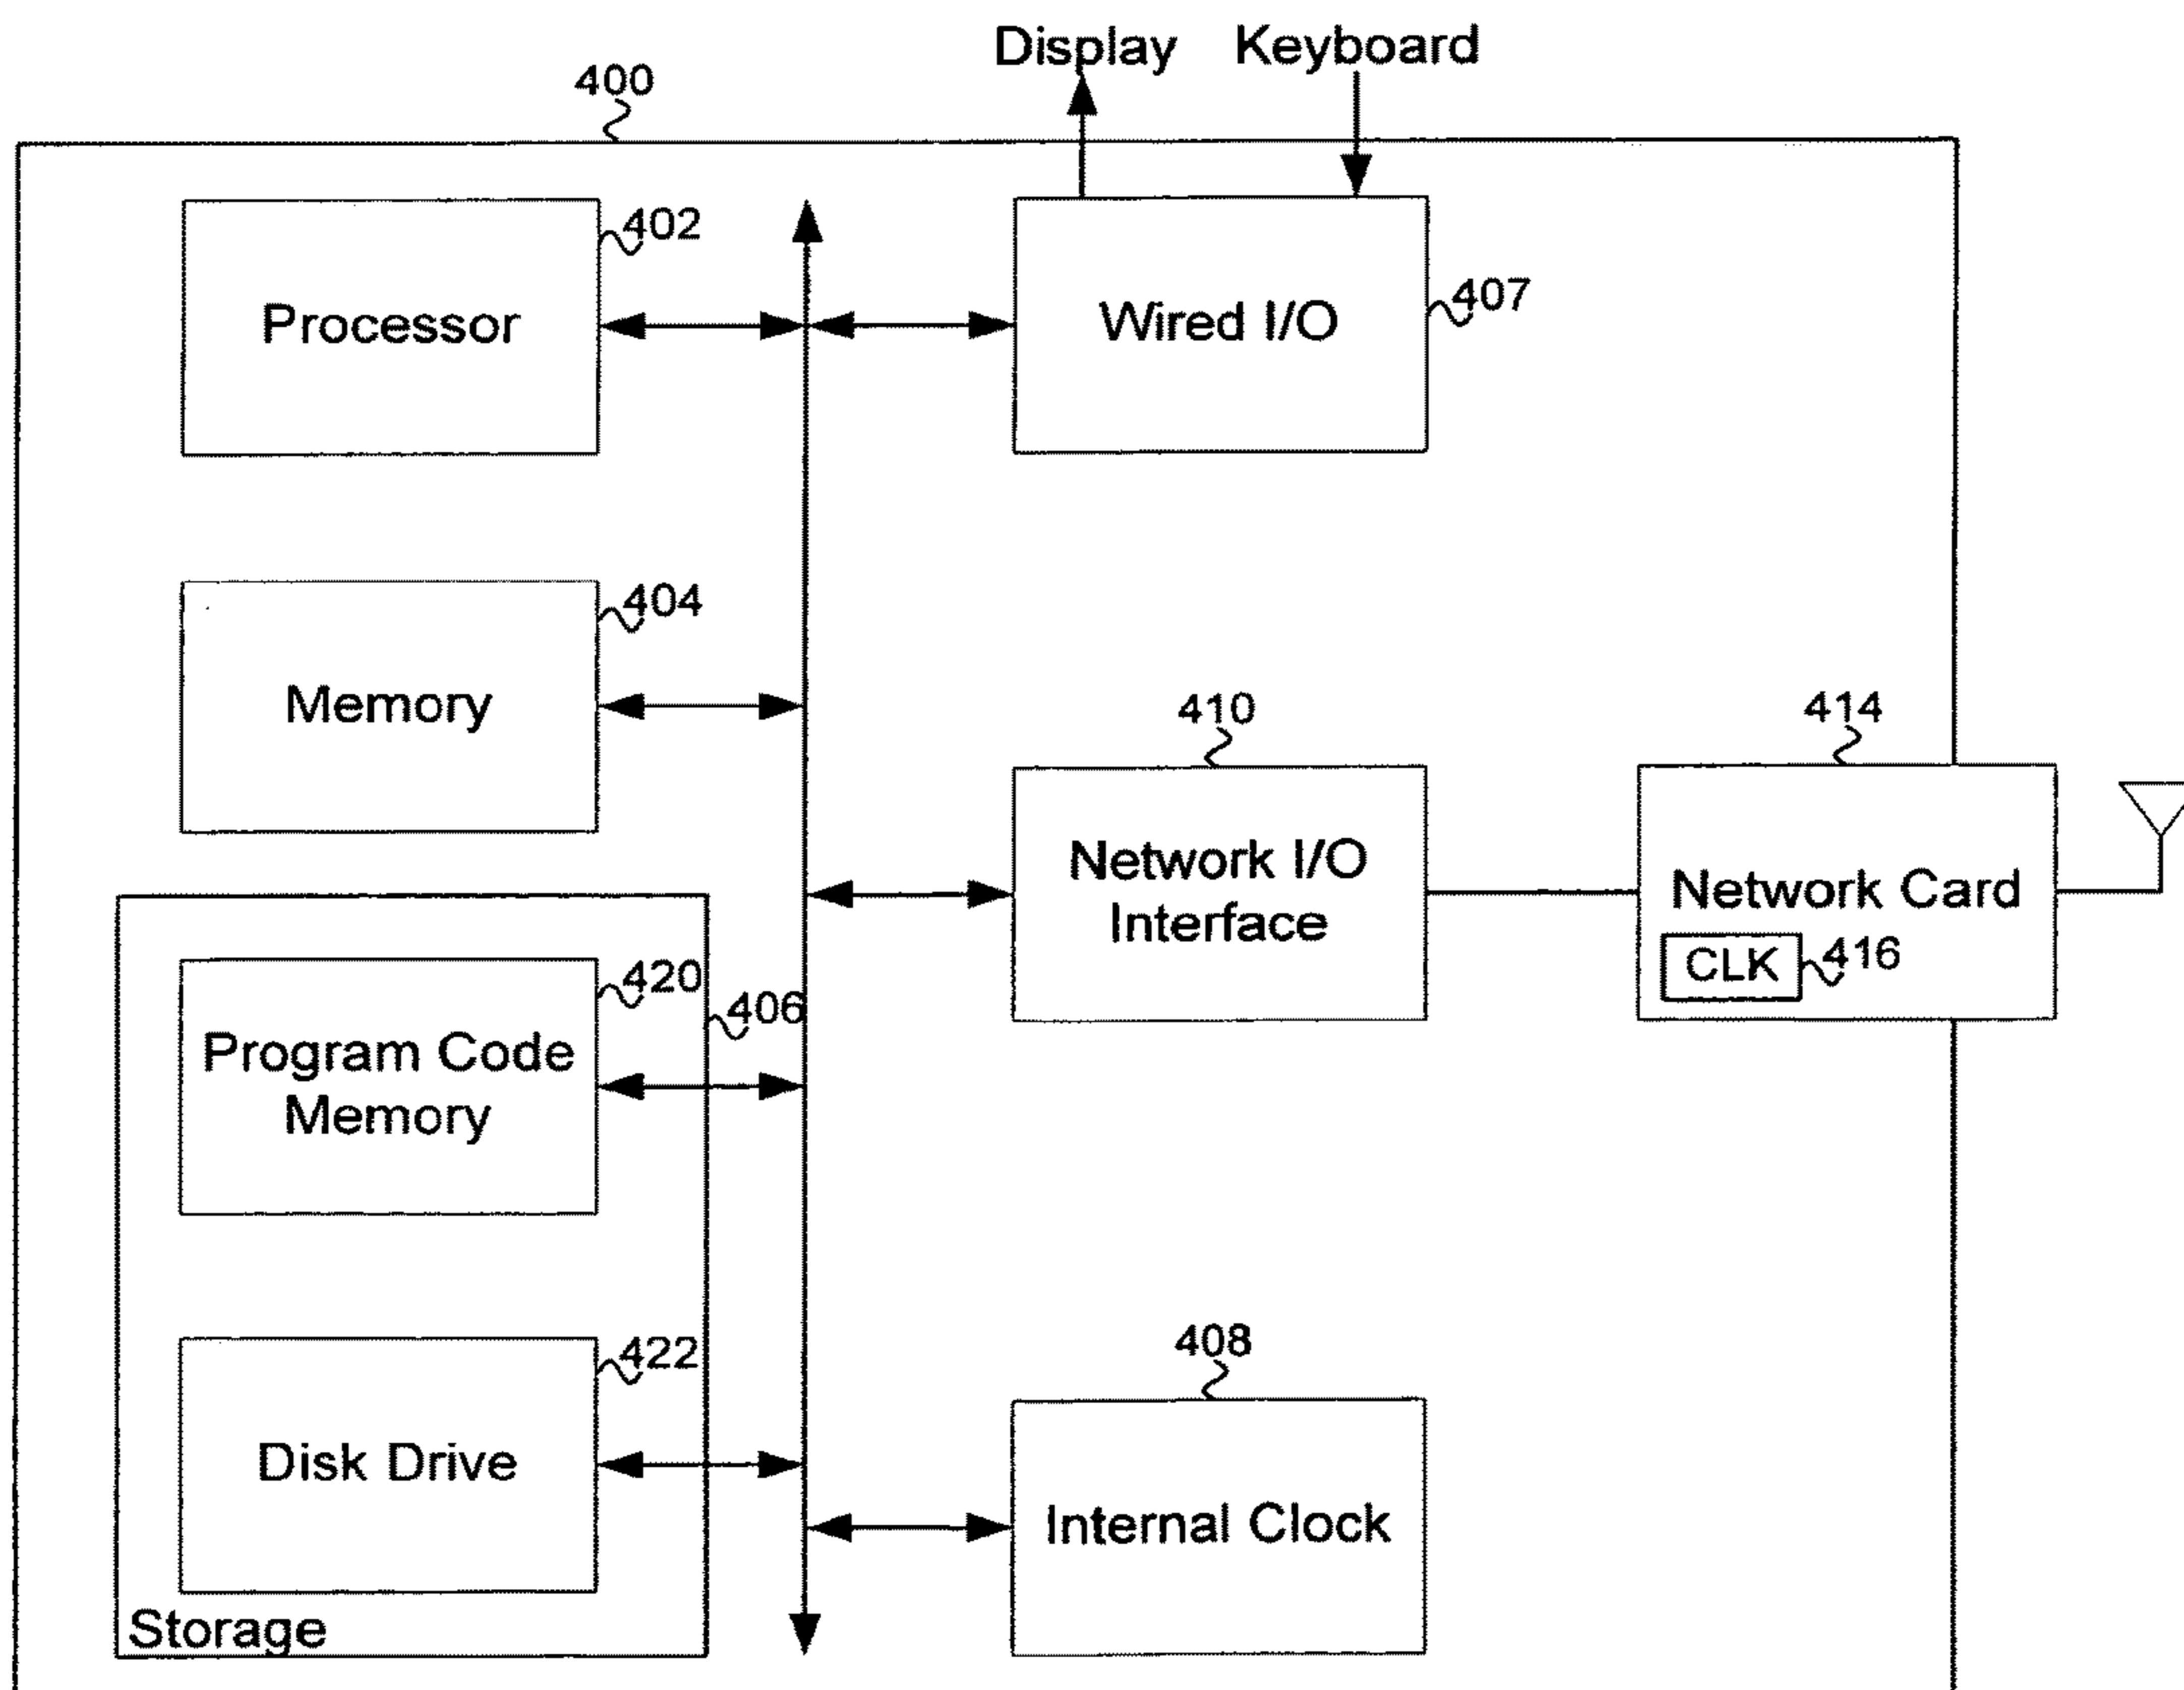 Display Keyboard
400
402
Processor
Wired I/O
407
404
Memory
410
Network I/O
Interface
414
Network Card
CLK
416
420
406
Program Code
Memory
422
Disk Drive
Storage
408
Internal Clock